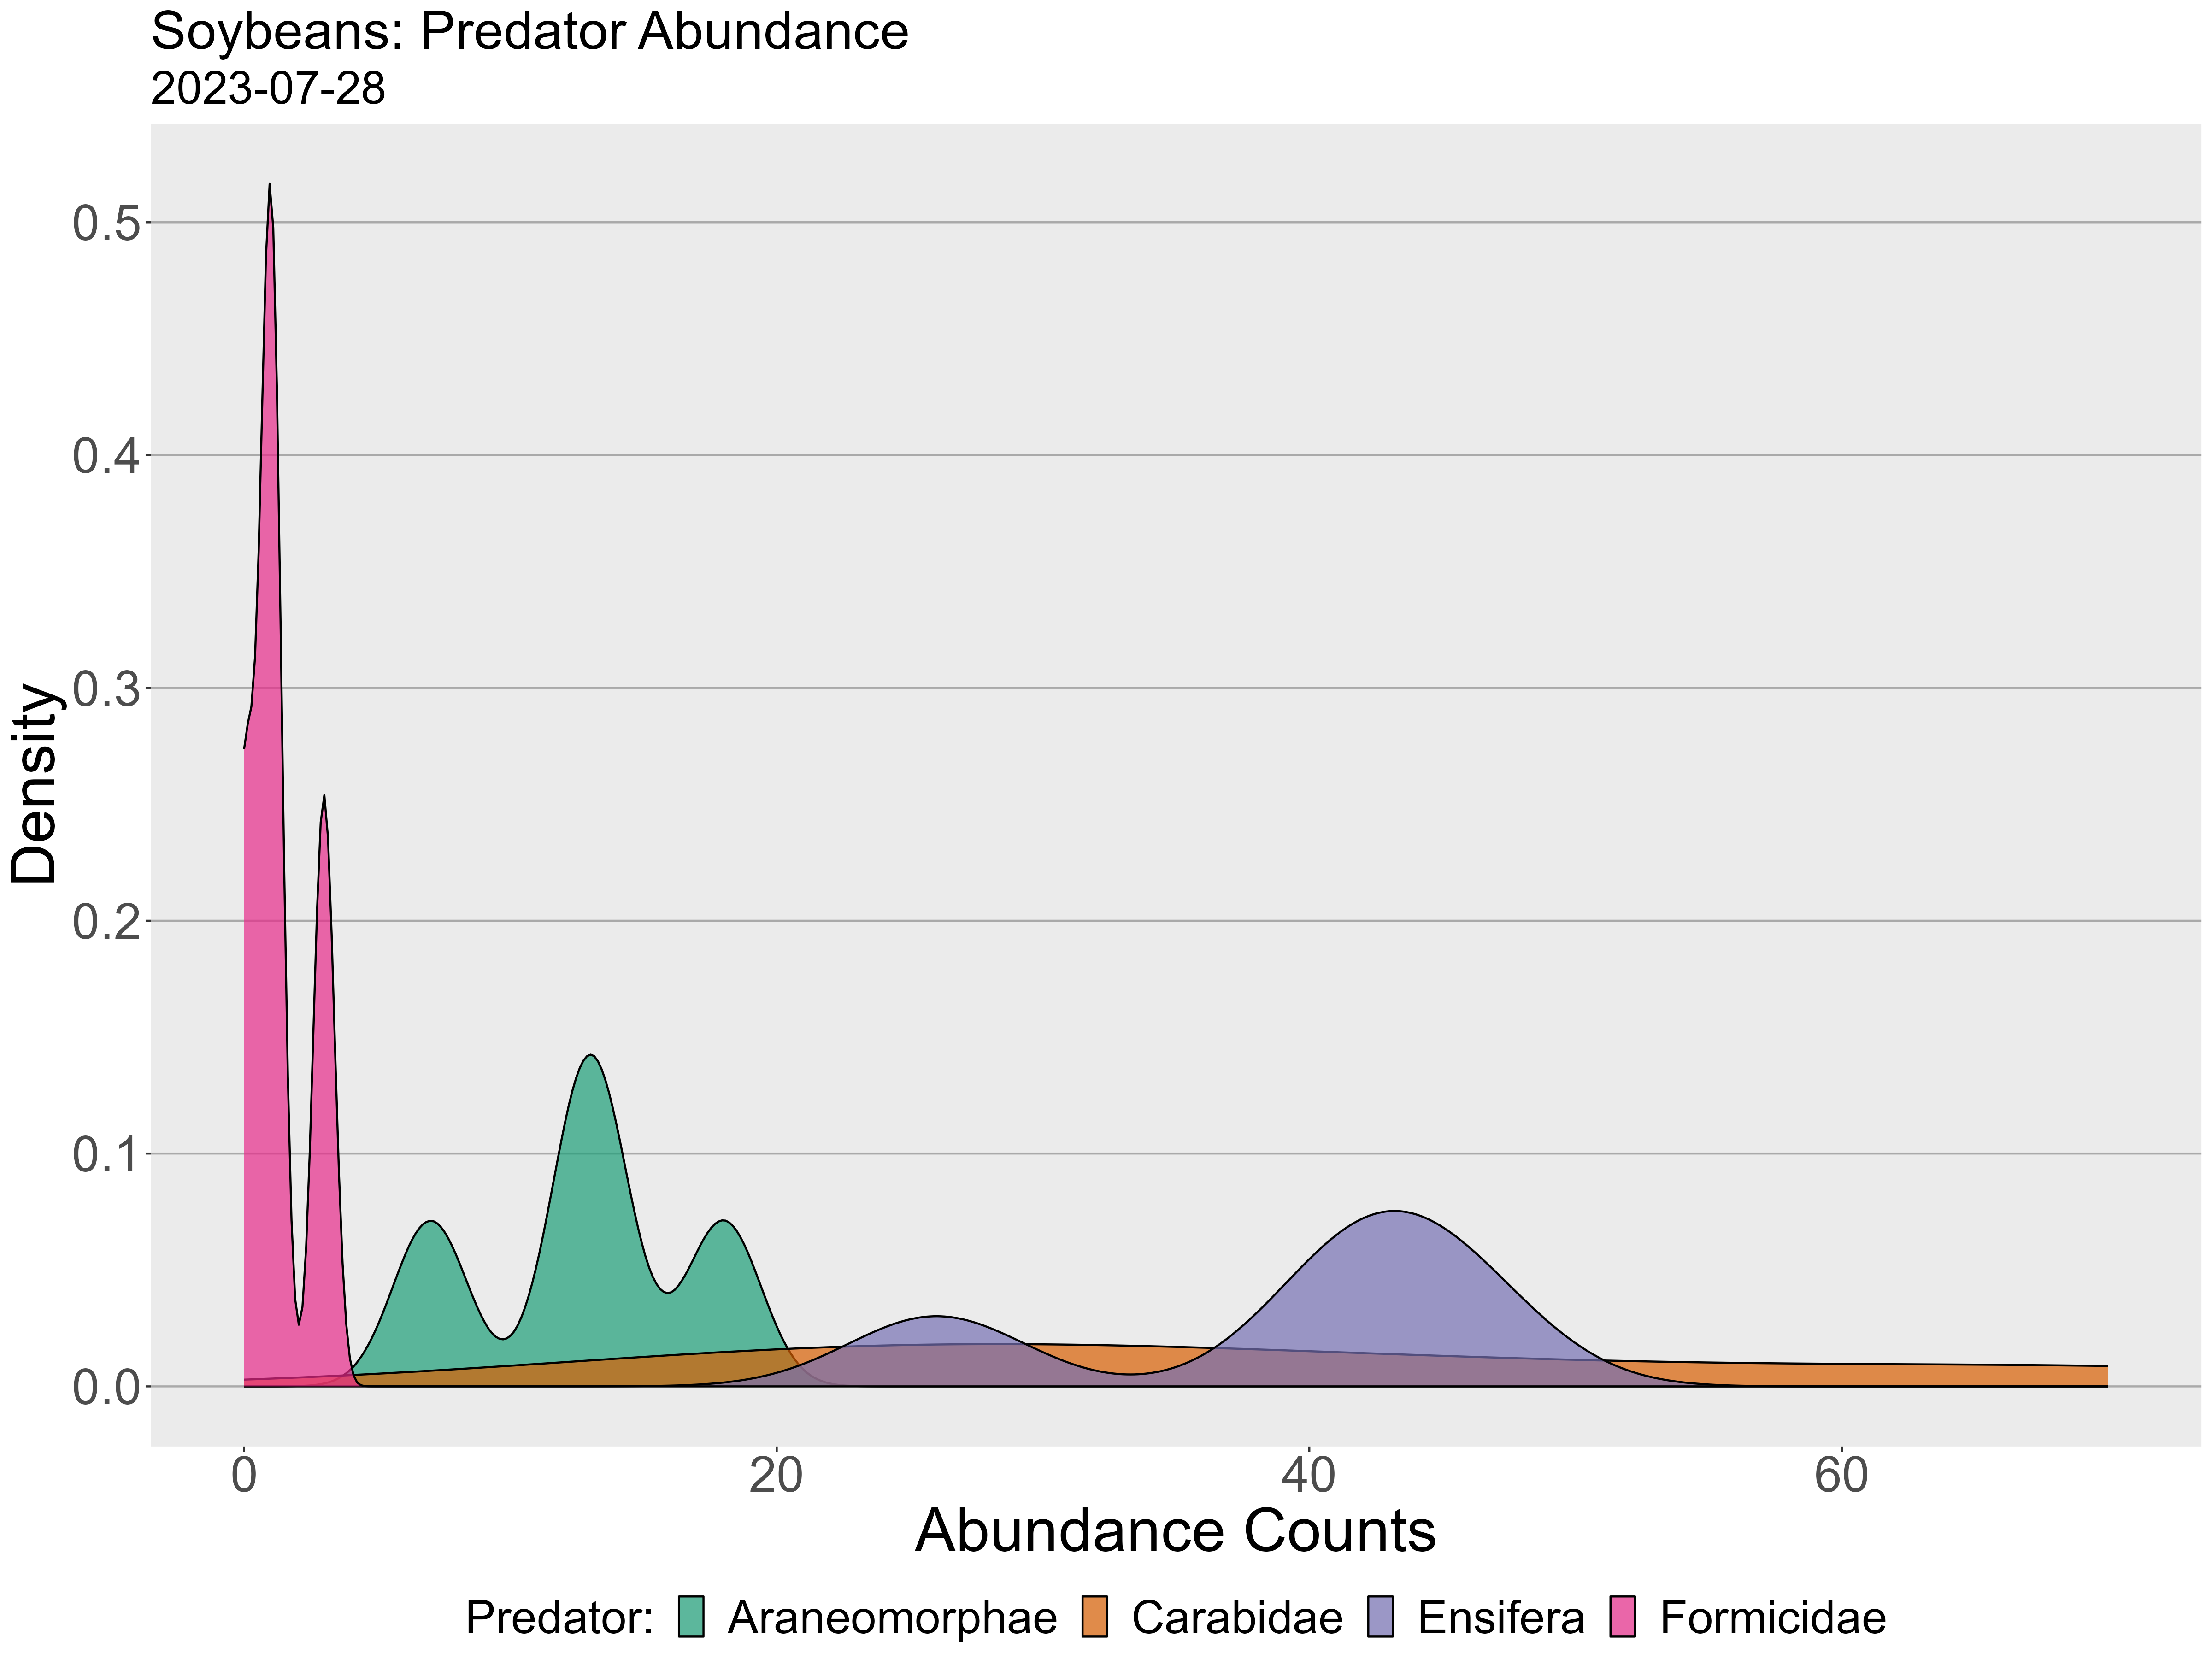 Soybeans: Predator Abundance
2023-07-28
0.5
0.4
0.3
0.2
0.1
0.0
Density
0 20 40 60
Abundance Counts
Predator: Araneomorphae Carabidae Ensifera Formicidae